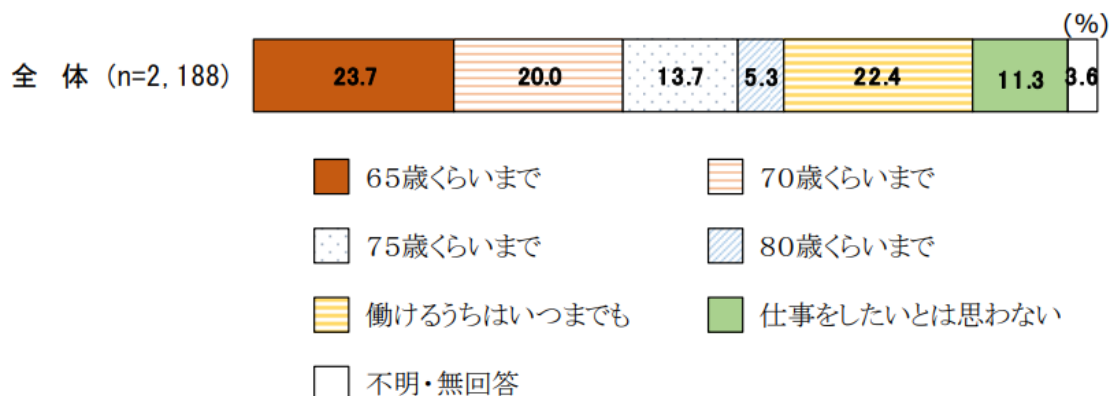 (%)
全　体 (n=2,188) 23.7 20.0 13.7 5.3 22.4 11.3 3.6
65歳くらいまで 70歳くらいまで
75歳くらいまで 80歳くらいまで
働けるうちはいつまでも 仕事をしたいとは思わない
不明・無回答